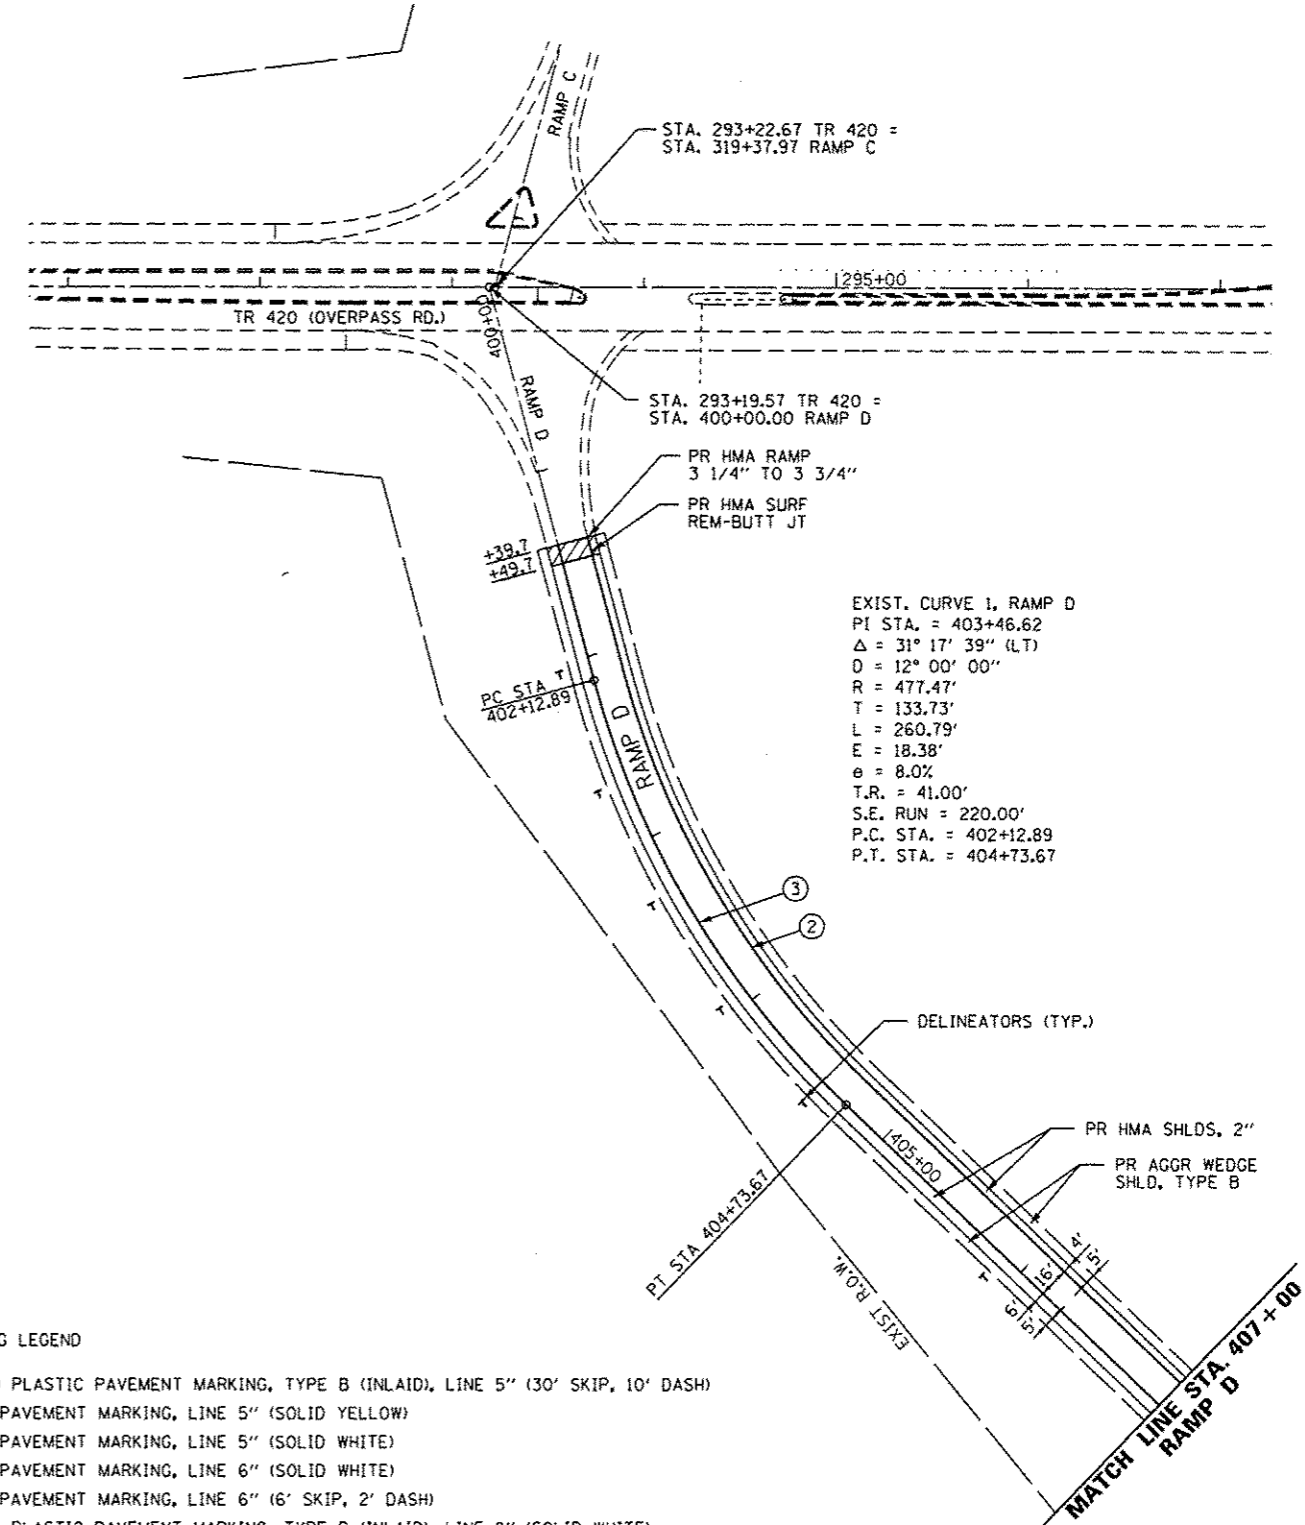 RAMP C
STA. 293+22.67 TR 420 =
STA. 319+37.97 RAMP C
295+00
TR 420 (OVERPASS RD.)
400+00
RAMP D
STA. 293+19.57 TR 420 =
STA. 400+00.00 RAMP D
PR HMA RAMP
3 1/4" TO 3 3/4"
PR HMA SURF
REM-BUTT JT
+39.7
+49.7
EXIST. CURVE 1, RAMP D
PI STA. = 403+46.62
Δ = 31° 17' 39" (LT)
D = 12° 00' 00"
R = 477.47'
T = 133.73'
L = 260.79'
E = 18.38'
e = 8.0%
T.R. = 41.00'
S.E. RUN = 220.00'
P.C. STA. = 402+12.89
P.T. STA. = 404+73.67
PC STA
402+12.89
RAMP D
3
2
DELINEATORS (TYP.)
PR HMA SHLDS, 2"
PR AGGR WEDGE
SHLD, TYPE B
405+00
PT STA 404+73.67
4'
5'
16'
6'
5'
EXIST R.O.W.
MATCH LINE STA. 407+00
RAMP D
G LEGEND
PLASTIC PAVEMENT MARKING, TYPE B (INLAID), LINE 5" (30' SKIP, 10' DASH)
PAVEMENT MARKING, LINE 5" (SOLID YELLOW)
PAVEMENT MARKING, LINE 5" (SOLID WHITE)
PAVEMENT MARKING, LINE 6" (SOLID WHITE)
PAVEMENT MARKING, LINE 6" (6' SKIP, 2' DASH)